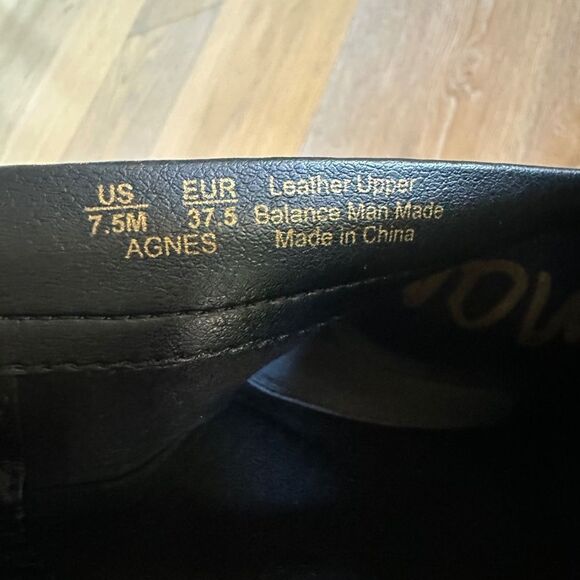 US EUR Leather Upper
7.5M 37.5 Balance Man Made
AGNES Made in China